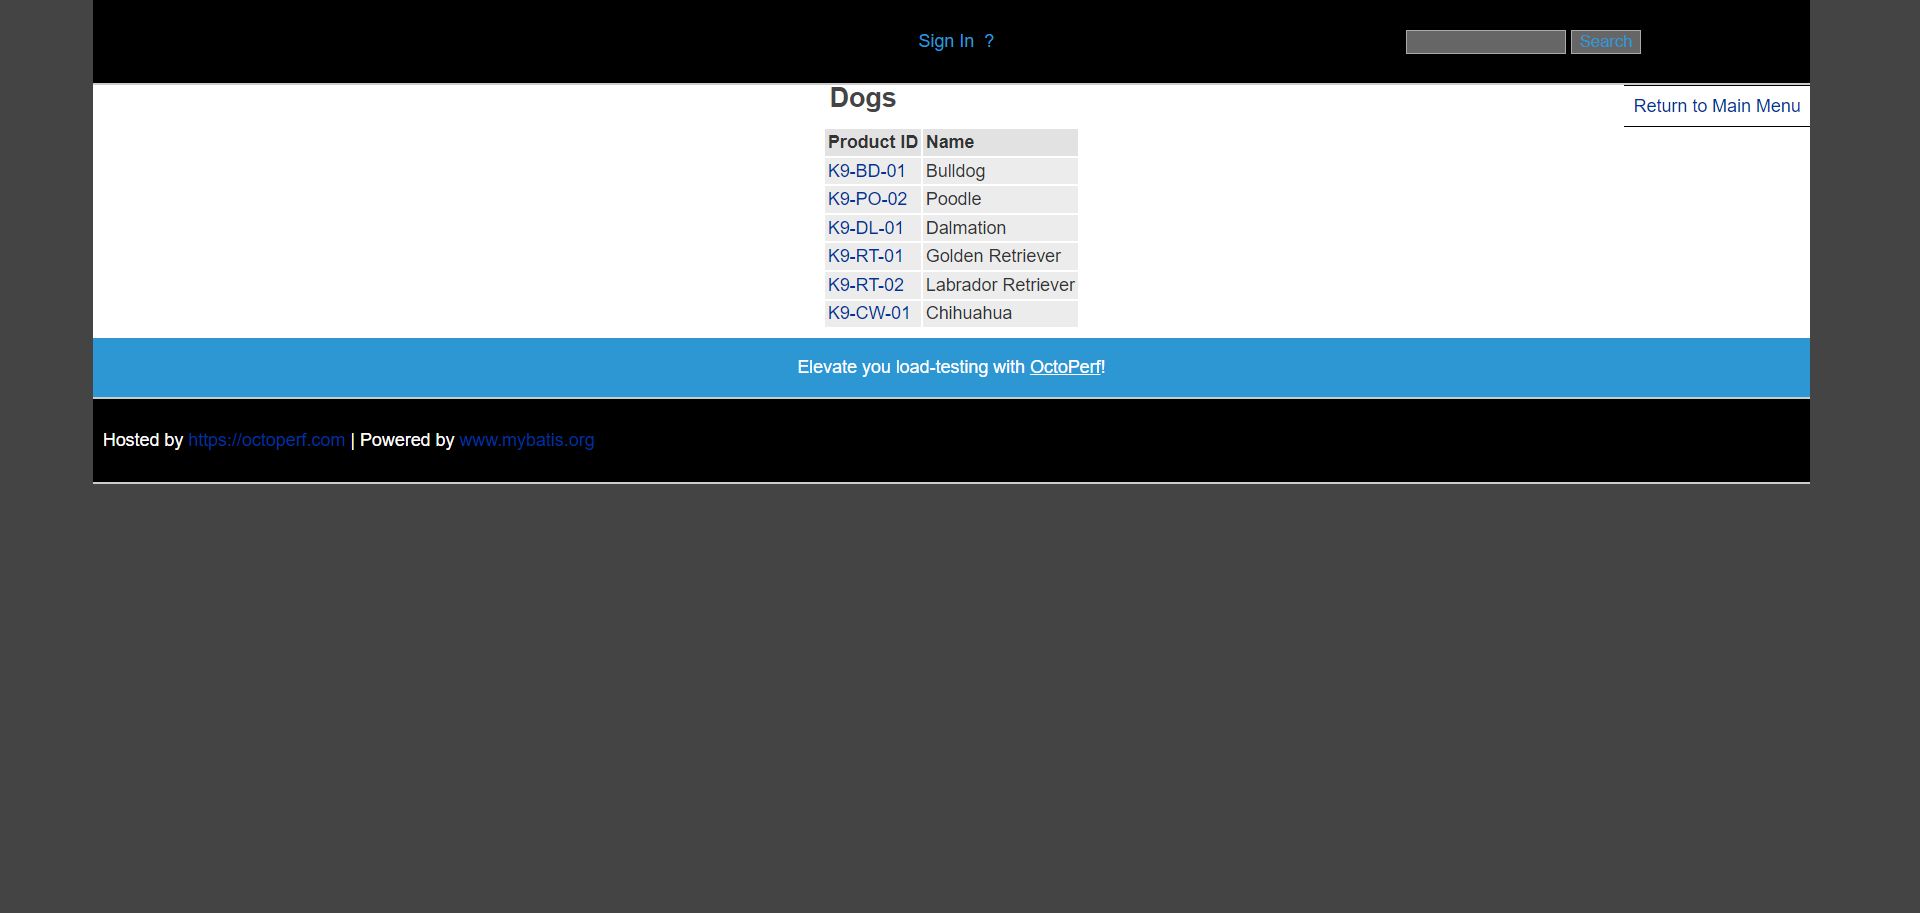 Sign In ? Search
Dogs
Return to Main Menu
Product ID Name
K9-BD-01 Bulldog
K9-PO-02 Poodle
K9-DL-01 Dalmation
K9-RT-01 Golden Retriever
K9-RT-02 Labrador Retriever
K9-CW-01 Chihuahua
Elevate you load-testing with OctoPerf!
Hosted by https://octoperf.com | Powered by www.mybatis.org